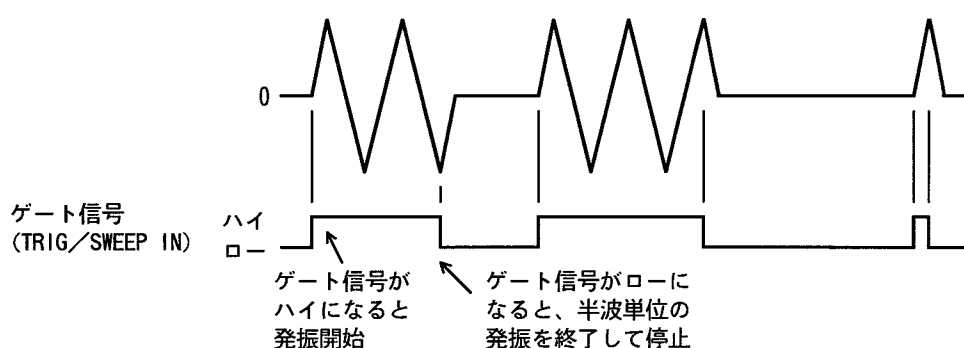 0
ゲート信号
(TRIG／SWEEP IN)
ハイ
ロー
ゲート信号が
ハイになると
発振開始
ゲート信号がローに
なると、半波単位の
発振を終了して停止